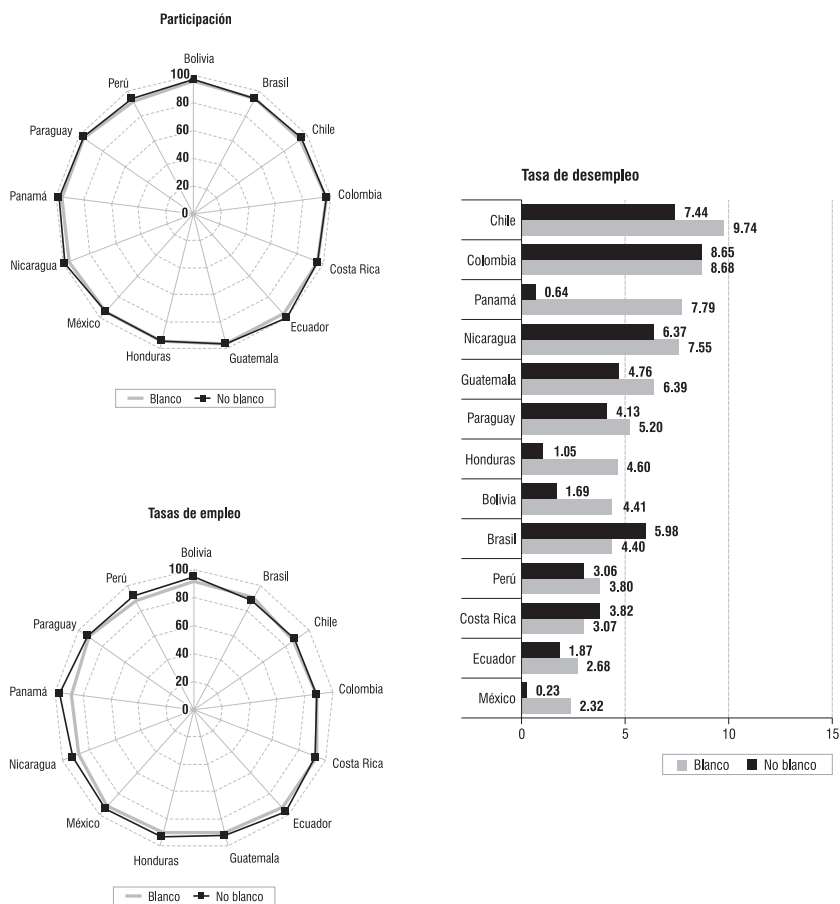 Participación
Bolivia
Brasil
Chile
Colombia
Costa Rica
Ecuador
Guatemala
Honduras
México
Nicaragua
Panamá
Paraguay
Perú
100
80
60
40
20
0
Blanco No blanco
Tasas de empleo
Bolivia
Brasil
Chile
Colombia
Costa Rica
Ecuador
Guatemala
Honduras
México
Nicaragua
Panamá
Paraguay
Perú
100
80
60
40
20
0
Blanco No blanco
Tasa de desempleo
Chile 7.44
9.74
Colombia 8.65
8.68
Panamá 0.64
7.79
Nicaragua 6.37
7.55
Guatemala 4.76
6.39
Paraguay 4.13
5.20
Honduras 1.05
4.60
Bolivia 1.69
4.41
Brasil 5.98
4.40
Perú 3.06
3.80
Costa Rica 3.82
3.07
Ecuador 1.87
2.68
México 0.23
2.32
0 5 10 15
Blanco No blanco